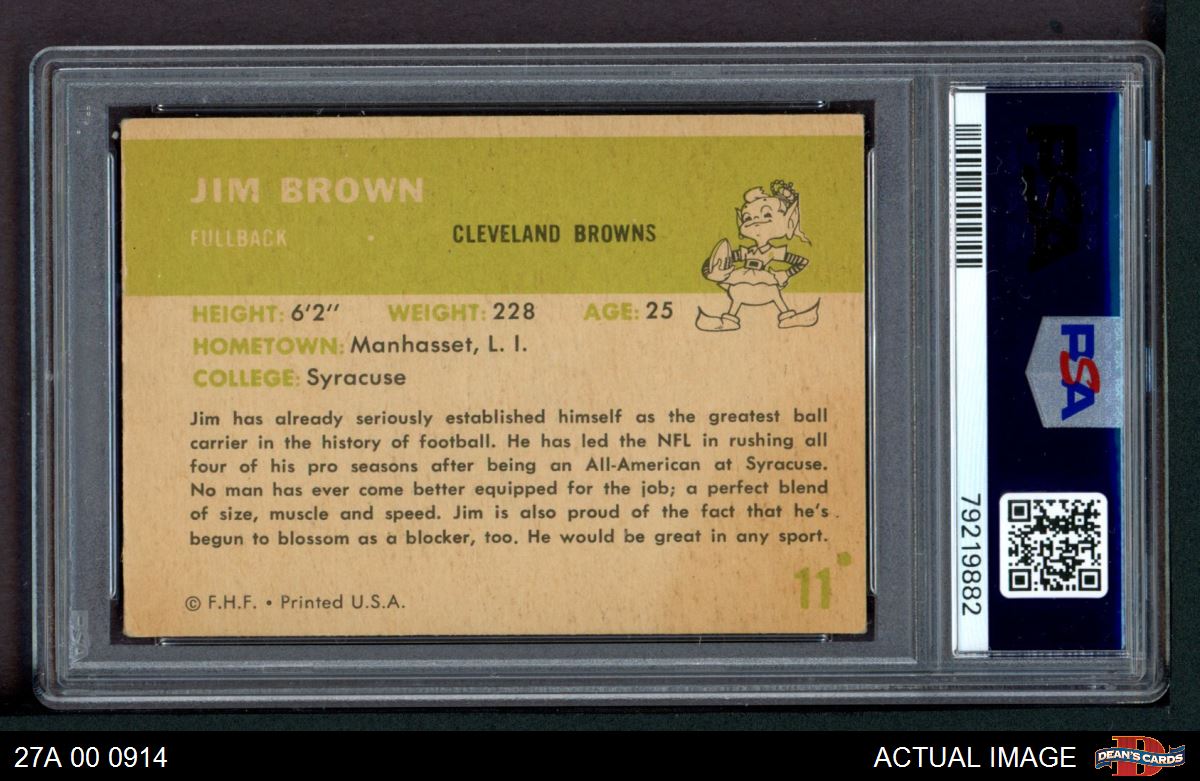 JIM BROWN
FULLBACK
CLEVELAND BROWNS
HEIGHT: 6'2" WEIGHT: 228 AGE: 25
HOMETOWN: Manhasset, L. I.
COLLEGE: Syracuse
Jim has already seriously established himself as the greatest ball
carrier in the history of football. He has led the NFL in rushing all
four of his pro seasons after being an All-American at Syracuse.
No man has ever come better equipped for the job; a perfect blend
of size, muscle and speed. Jim is also proud of the fact that he's
begun to blossom as a blocker, too. He would be great in any sport.
11
© F.H.F. • Printed U.S.A.
PSA
PSA
79219882
27A 00 0914
ACTUAL IMAGE
DEAN'S CARDS